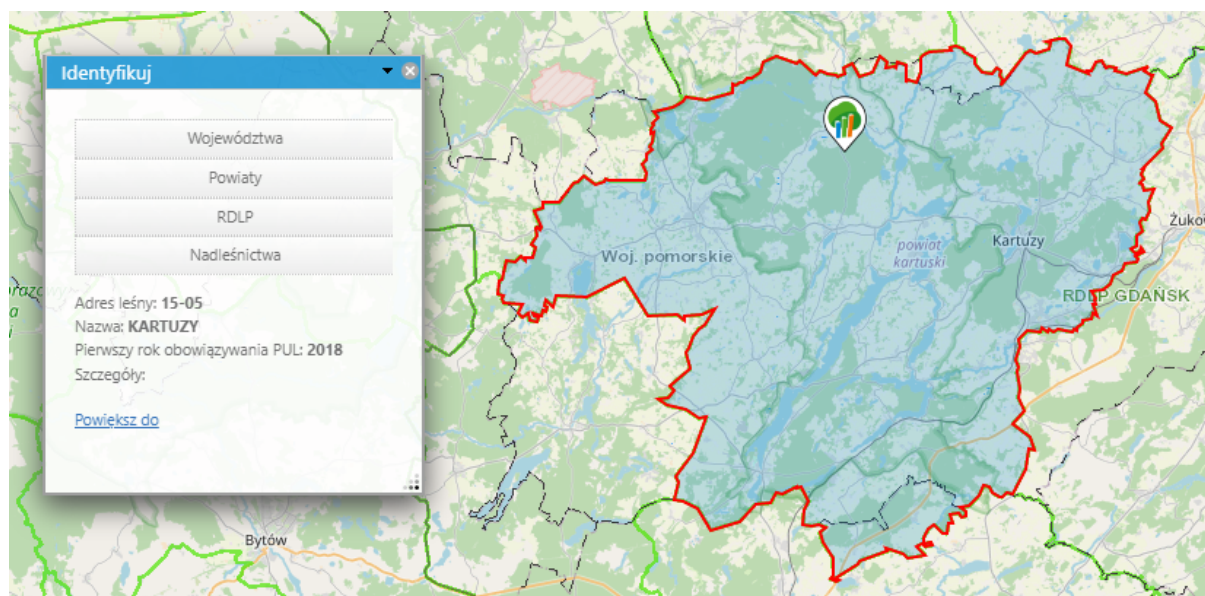 Identyfikuj
Województwa
Powiaty
RDLP
Nadleśnictwa
Adres leśny: 15-05
Nazwa: KARTUZY
Pierwszy rok obowiązywania PUL: 2018
Szczegóły:
Powiększ do
Woj. pomorskie
powiat
kartuski
Kartuzy
Żuko
RDLP GDAŃSK
Bytów